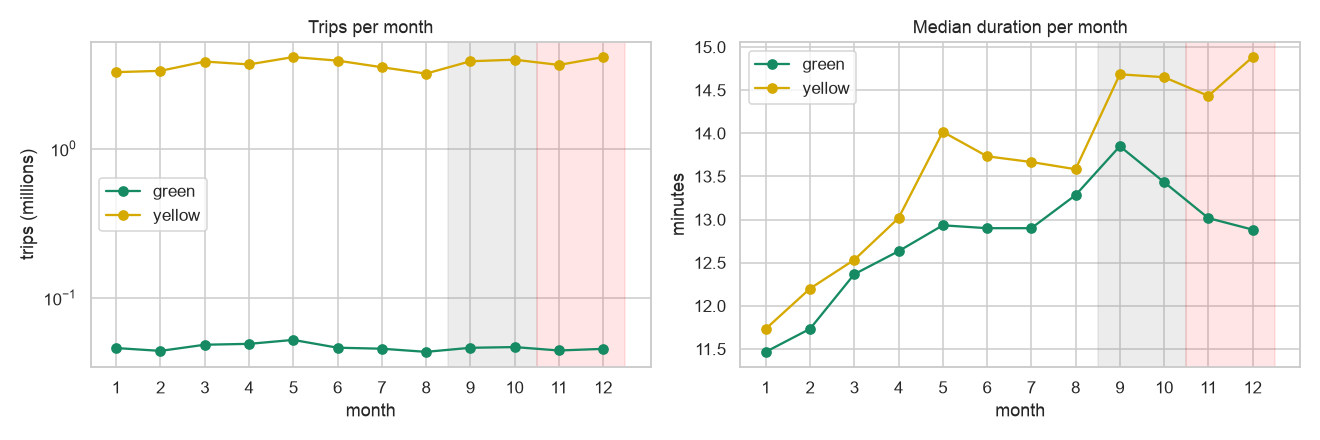 Trips per month
trips (millions)
10⁰
10⁻¹
green
yellow
1 2 3 4 5 6 7 8 9 10 11 12
month
Median duration per month
minutes
15.0
14.5
14.0
13.5
13.0
12.5
12.0
11.5
green
yellow
1 2 3 4 5 6 7 8 9 10 11 12
month